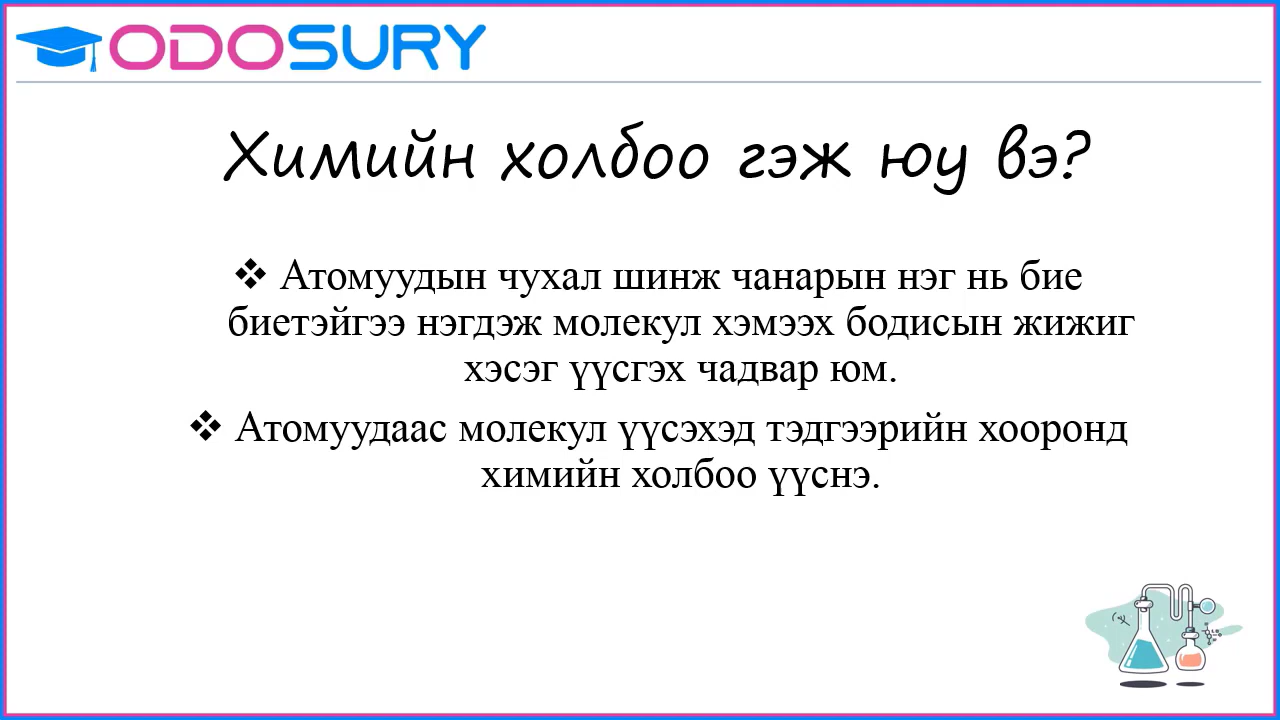 ODOSURY
Химийн холбоо гэж юу вэ?
❖ Атомуудын чухал шинж чанарын нэг нь бие
биетэйгээ нэгдэж молекул хэмээх бодисын жижиг
хэсэг үүсгэх чадвар юм.
❖ Атомуудаас молекул үүсэхэд тэдгээрийн хооронд
химийн холбоо үүснэ.